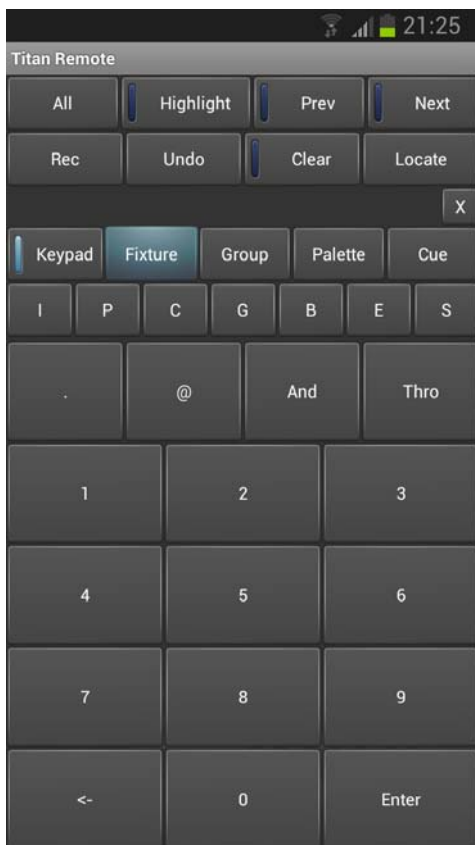 21:25
Titan Remote
All Highlight Prev Next
Rec Undo Clear Locate
X
Keypad Fixture Group Palette Cue
I P C G B E S
. @ And Thro
1 2 3
4 5 6
7 8 9
<- 0 Enter